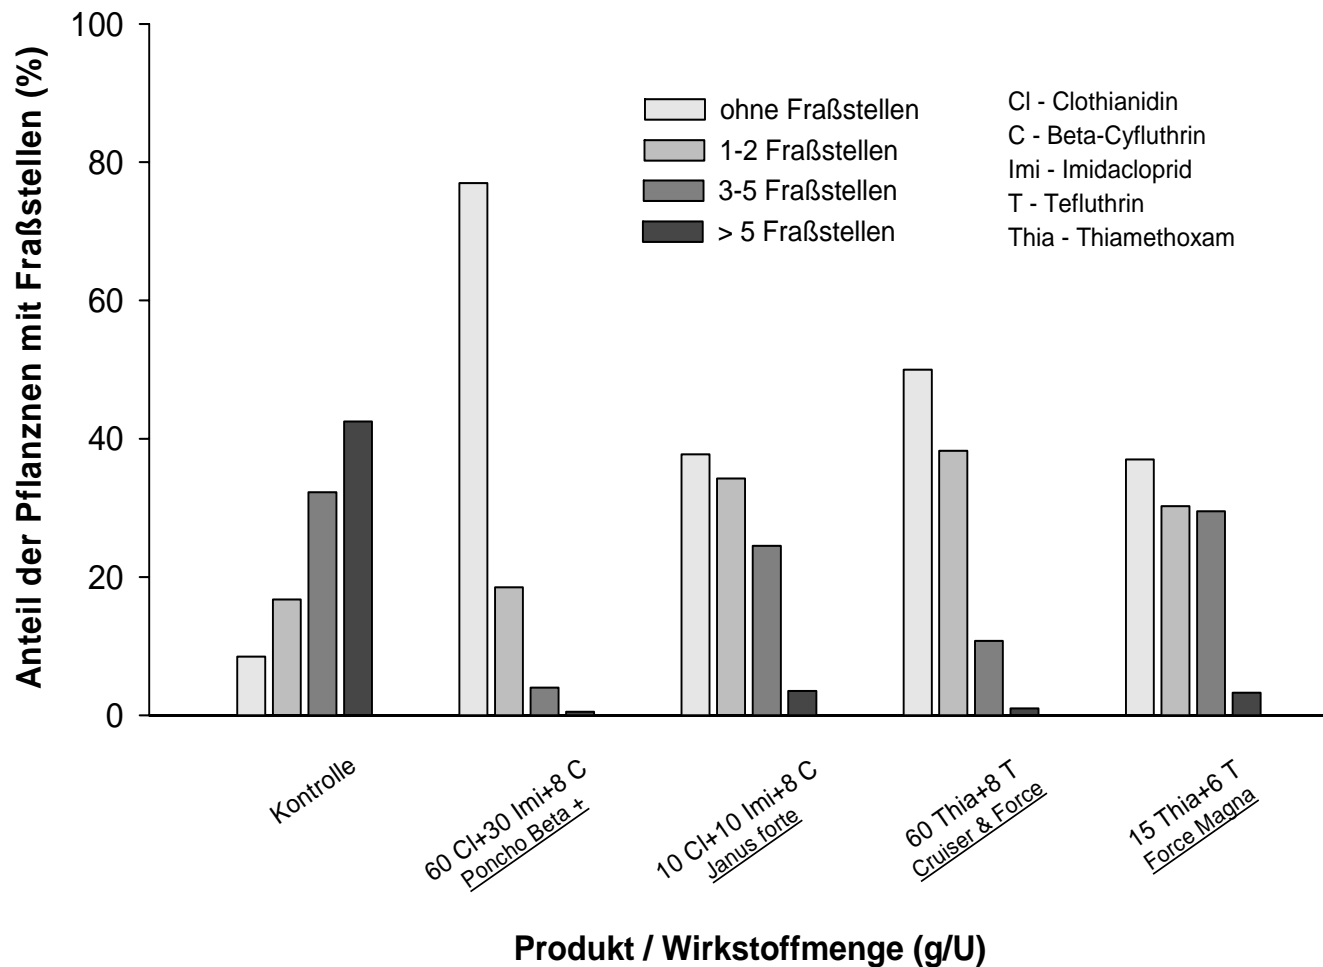 Anteil der Pflanznen mit Fraßstellen (%)
100
80
60
40
20
0
ohne Fraßstellen
1-2 Fraßstellen
3-5 Fraßstellen
> 5 Fraßstellen
Cl - Clothianidin
C - Beta-Cyfluthrin
Imi - Imidacloprid
T - Tefluthrin
Thia - Thiamethoxam
Kontrolle
60 Cl+30 Imi+8 C
Poncho Beta +
10 Cl+10 Imi+8 C
Janus forte
60 Thia+8 T
Cruiser & Force
15 Thia+6 T
Force Magna
Produkt / Wirkstoffmenge (g/U)